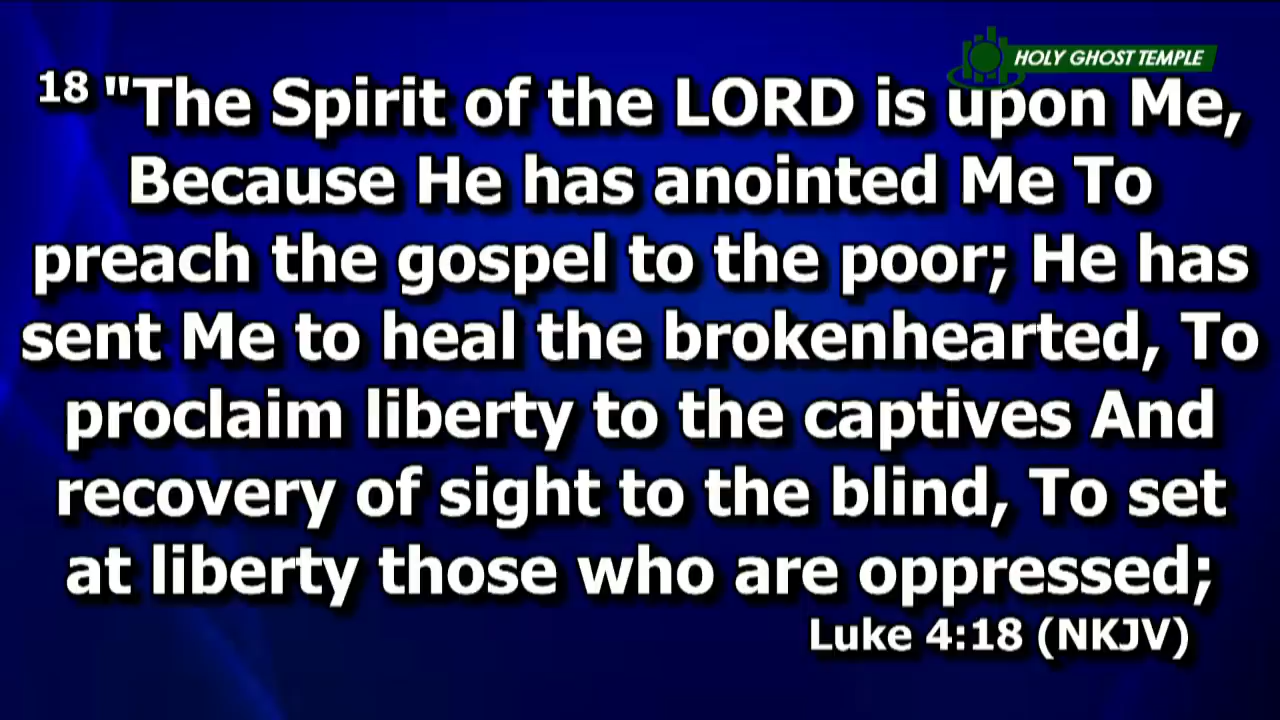 HOLY GHOST TEMPLE
18 "The Spirit of the LORD is upon Me,
Because He has anointed Me To
preach the gospel to the poor; He has
sent Me to heal the brokenhearted, To
proclaim liberty to the captives And
recovery of sight to the blind, To set
at liberty those who are oppressed;
Luke 4:18 (NKJV)